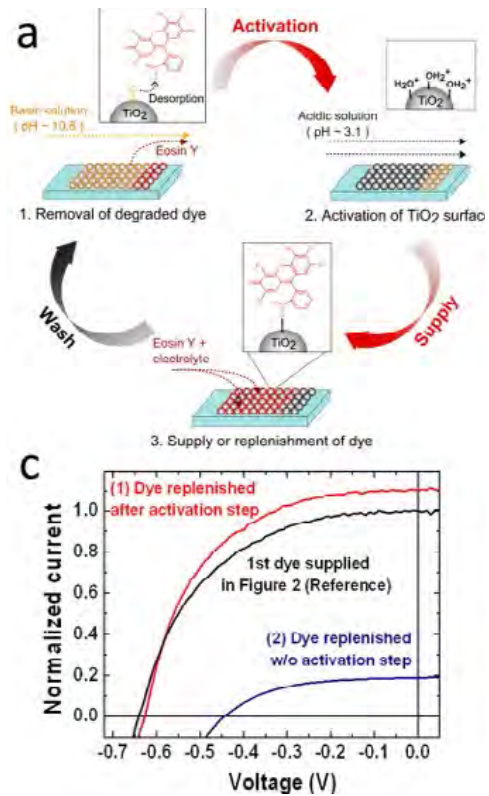 a
Activation
Desorption
TiO2
Basic solution
( pH ~ 10.8 )
Eosin Y
1. Removal of degraded dye
H2O+
OH2+
H2O+
TiO2
Acidic solution
( pH ~ 3.1 )
2. Activation of TiO2 surface
Wash
Supply
TiO2
Eosin Y +
electrolyte
3. Supply or replenishment of dye
C
(1) Dye replenished
after activation step
1st dye supplied
in Figure 2 (Reference)
(2) Dye replenished
w/o activation step
Normalized current
1.0
0.8
0.6
0.4
0.2
0.0
-0.7 -0.6 -0.5 -0.4 -0.3 -0.2 -0.1 0.0
Voltage (V)